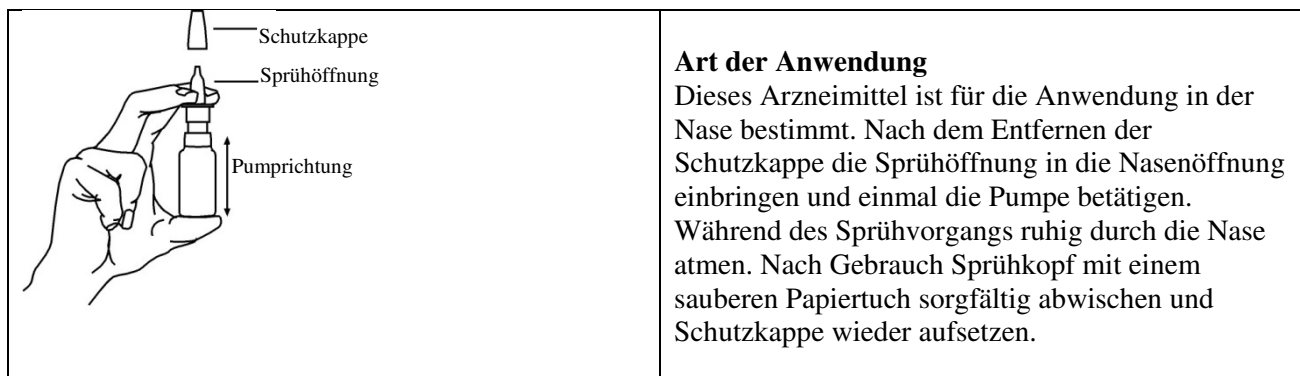 Schutzkappe
Sprühöffnung
Pumprichtung
Art der Anwendung
Dieses Arzneimittel ist für die Anwendung in der
Nase bestimmt. Nach dem Entfernen der
Schutzkappe die Sprühöffnung in die Nasenöffnung
einbringen und einmal die Pumpe betätigen.
Während des Sprühvorgangs ruhig durch die Nase
atmen. Nach Gebrauch Sprühkopf mit einem
sauberen Papiertuch sorgfältig abwischen und
Schutzkappe wieder aufsetzen.